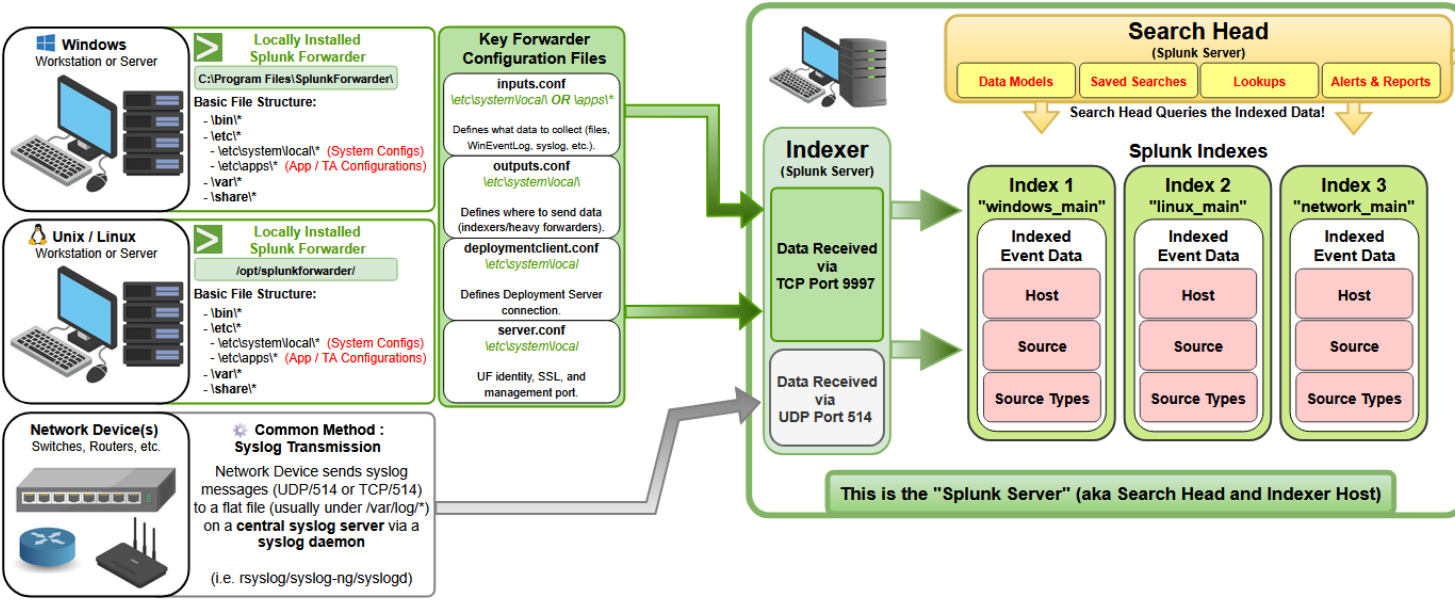 Windows
Workstation or Server
Locally Installed
Splunk Forwarder
C:\Program Files\SplunkForwarder\
Basic File Structure:
- \bin\*
- \etc\*
- \etc\system\local\* (System Configs)
- \etc\apps\* (App / TA Configurations)
- \var\*
- \share\*
Unix / Linux
Workstation or Server
Locally Installed
Splunk Forwarder
/opt/splunkforwarder/
Basic File Structure:
- \bin\*
- \etc\*
- \etc\system\local\* (System Configs)
- \etc\apps\* (App / TA Configurations)
- \var\*
- \share\*
Network Device(s)
Switches, Routers, etc.
Common Method :
Syslog Transmission
Network Device sends syslog
messages (UDP/514 or TCP/514)
to a flat file (usually under /var/log/*)
on a central syslog server via a
syslog daemon
(i.e. rsyslog/syslog-ng/syslogd)
Key Forwarder
Configuration Files
inputs.conf
\etc\system\local\ OR \apps\*
Defines what data to collect (files,
WinEventLog, syslog, etc.).
outputs.conf
\etc\system\local\
Defines where to send data
(indexers/heavy forwarders).
deploymentclient.conf
\etc\system\local
Defines Deployment Server
connection.
server.conf
\etc\system\local
UF identity, SSL, and
management port.
Indexer
(Splunk Server)
Data Received
via
TCP Port 9997
Data Received
via
UDP Port 514
Search Head
(Splunk Server)
Data Models
Saved Searches
Lookups
Alerts & Reports
Search Head Queries the Indexed Data!
Splunk Indexes
Index 1
"windows_main"
Indexed
Event Data
Host
Source
Source Types
Index 2
"linux_main"
Indexed
Event Data
Host
Source
Source Types
Index 3
"network_main"
Indexed
Event Data
Host
Source
Source Types
This is the "Splunk Server" (aka Search Head and Indexer Host)